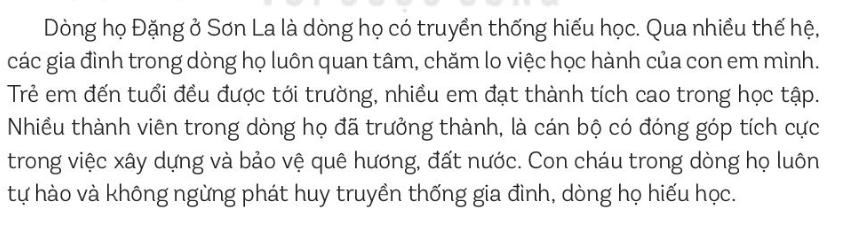 Dòng họ Đặng ở Sơn La là dòng họ có truyền thống hiếu học. Qua nhiều thế hệ,
các gia đình trong dòng họ luôn quan tâm, chăm lo việc học hành của con em mình.
Trẻ em đến tuổi đều được tới trường, nhiều em đạt thành tích cao trong học tập.
Nhiều thành viên trong dòng họ đã trưởng thành, là cán bộ có đóng góp tích cực
trong việc xây dựng và bảo vệ quê hương, đất nước. Con cháu trong dòng họ luôn
tự hào và không ngừng phát huy truyền thống gia đình, dòng họ hiếu học.